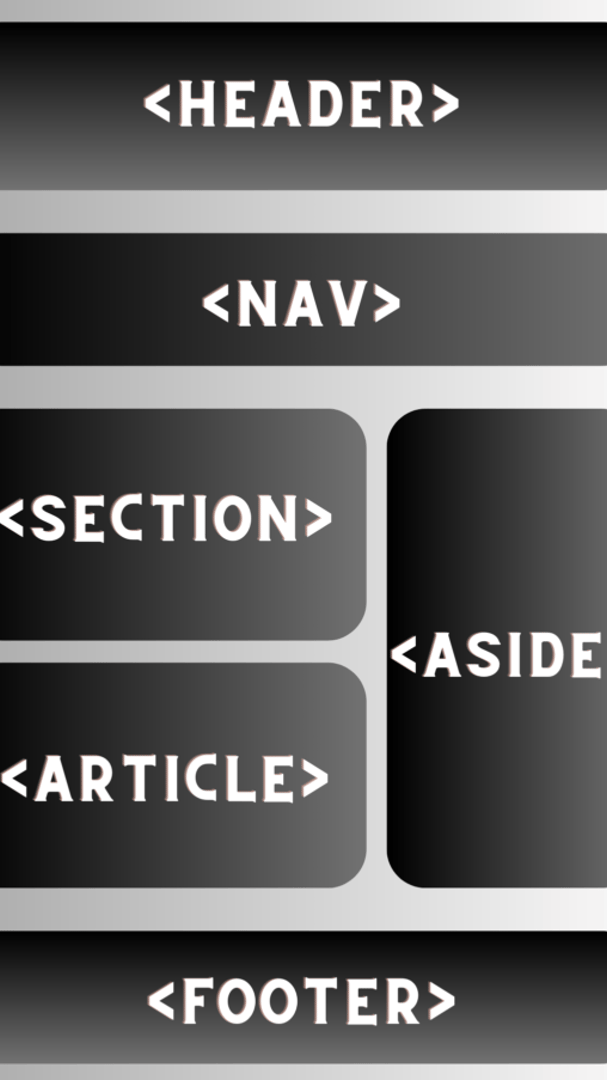 <HEADER>
<NAV>
<SECTION>
<ASIDE
<ARTICLE>
<FOOTER>